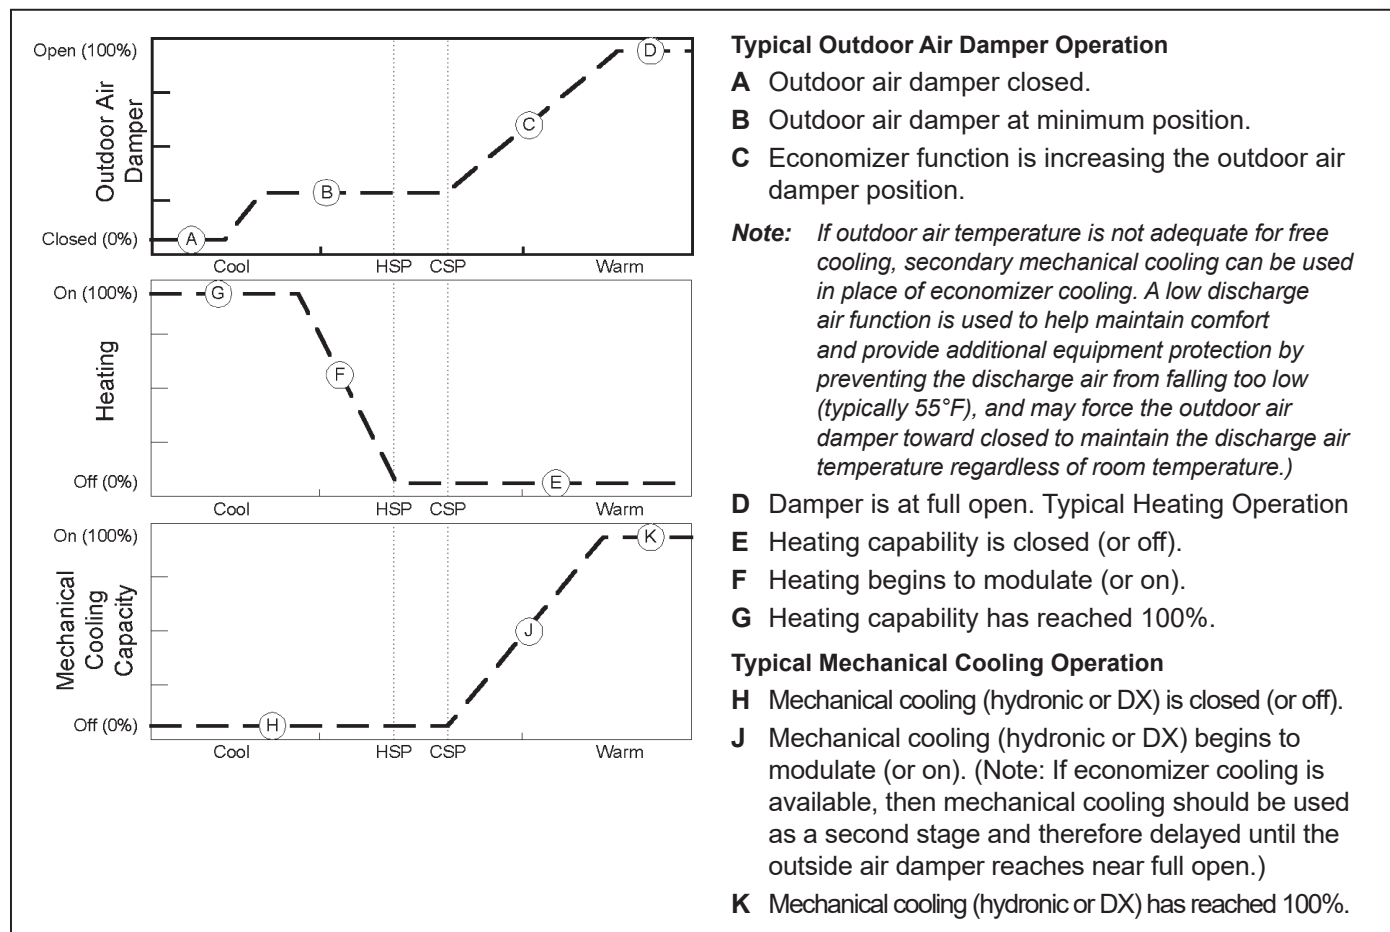 Open (100%)
Outdoor Air
Damper
Closed (0%)
A
B
C
D
Cool
HSP
CSP
Warm
On (100%)
Heating
Off (0%)
G
F
E
Cool
HSP
CSP
Warm
On (100%)
Mechanical
Cooling
Capacity
Off (0%)
H
J
K
Cool
HSP
CSP
Warm
Typical Outdoor Air Damper Operation
A Outdoor air damper closed.
B Outdoor air damper at minimum position.
C Economizer function is increasing the outdoor air
damper position.
Note: If outdoor air temperature is not adequate for free
cooling, secondary mechanical cooling can be used
in place of economizer cooling. A low discharge
air function is used to help maintain comfort
and provide additional equipment protection by
preventing the discharge air from falling too low
(typically 55°F), and may force the outdoor air
damper toward closed to maintain the discharge air
temperature regardless of room temperature.)
D Damper is at full open. Typical Heating Operation
E Heating capability is closed (or off).
F Heating begins to modulate (or on).
G Heating capability has reached 100%.
Typical Mechanical Cooling Operation
H Mechanical cooling (hydronic or DX) is closed (or off).
J Mechanical cooling (hydronic or DX) begins to
modulate (or on). (Note: If economizer cooling is
available, then mechanical cooling should be used
as a second stage and therefore delayed until the
outside air damper reaches near full open.)
K Mechanical cooling (hydronic or DX) has reached 100%.